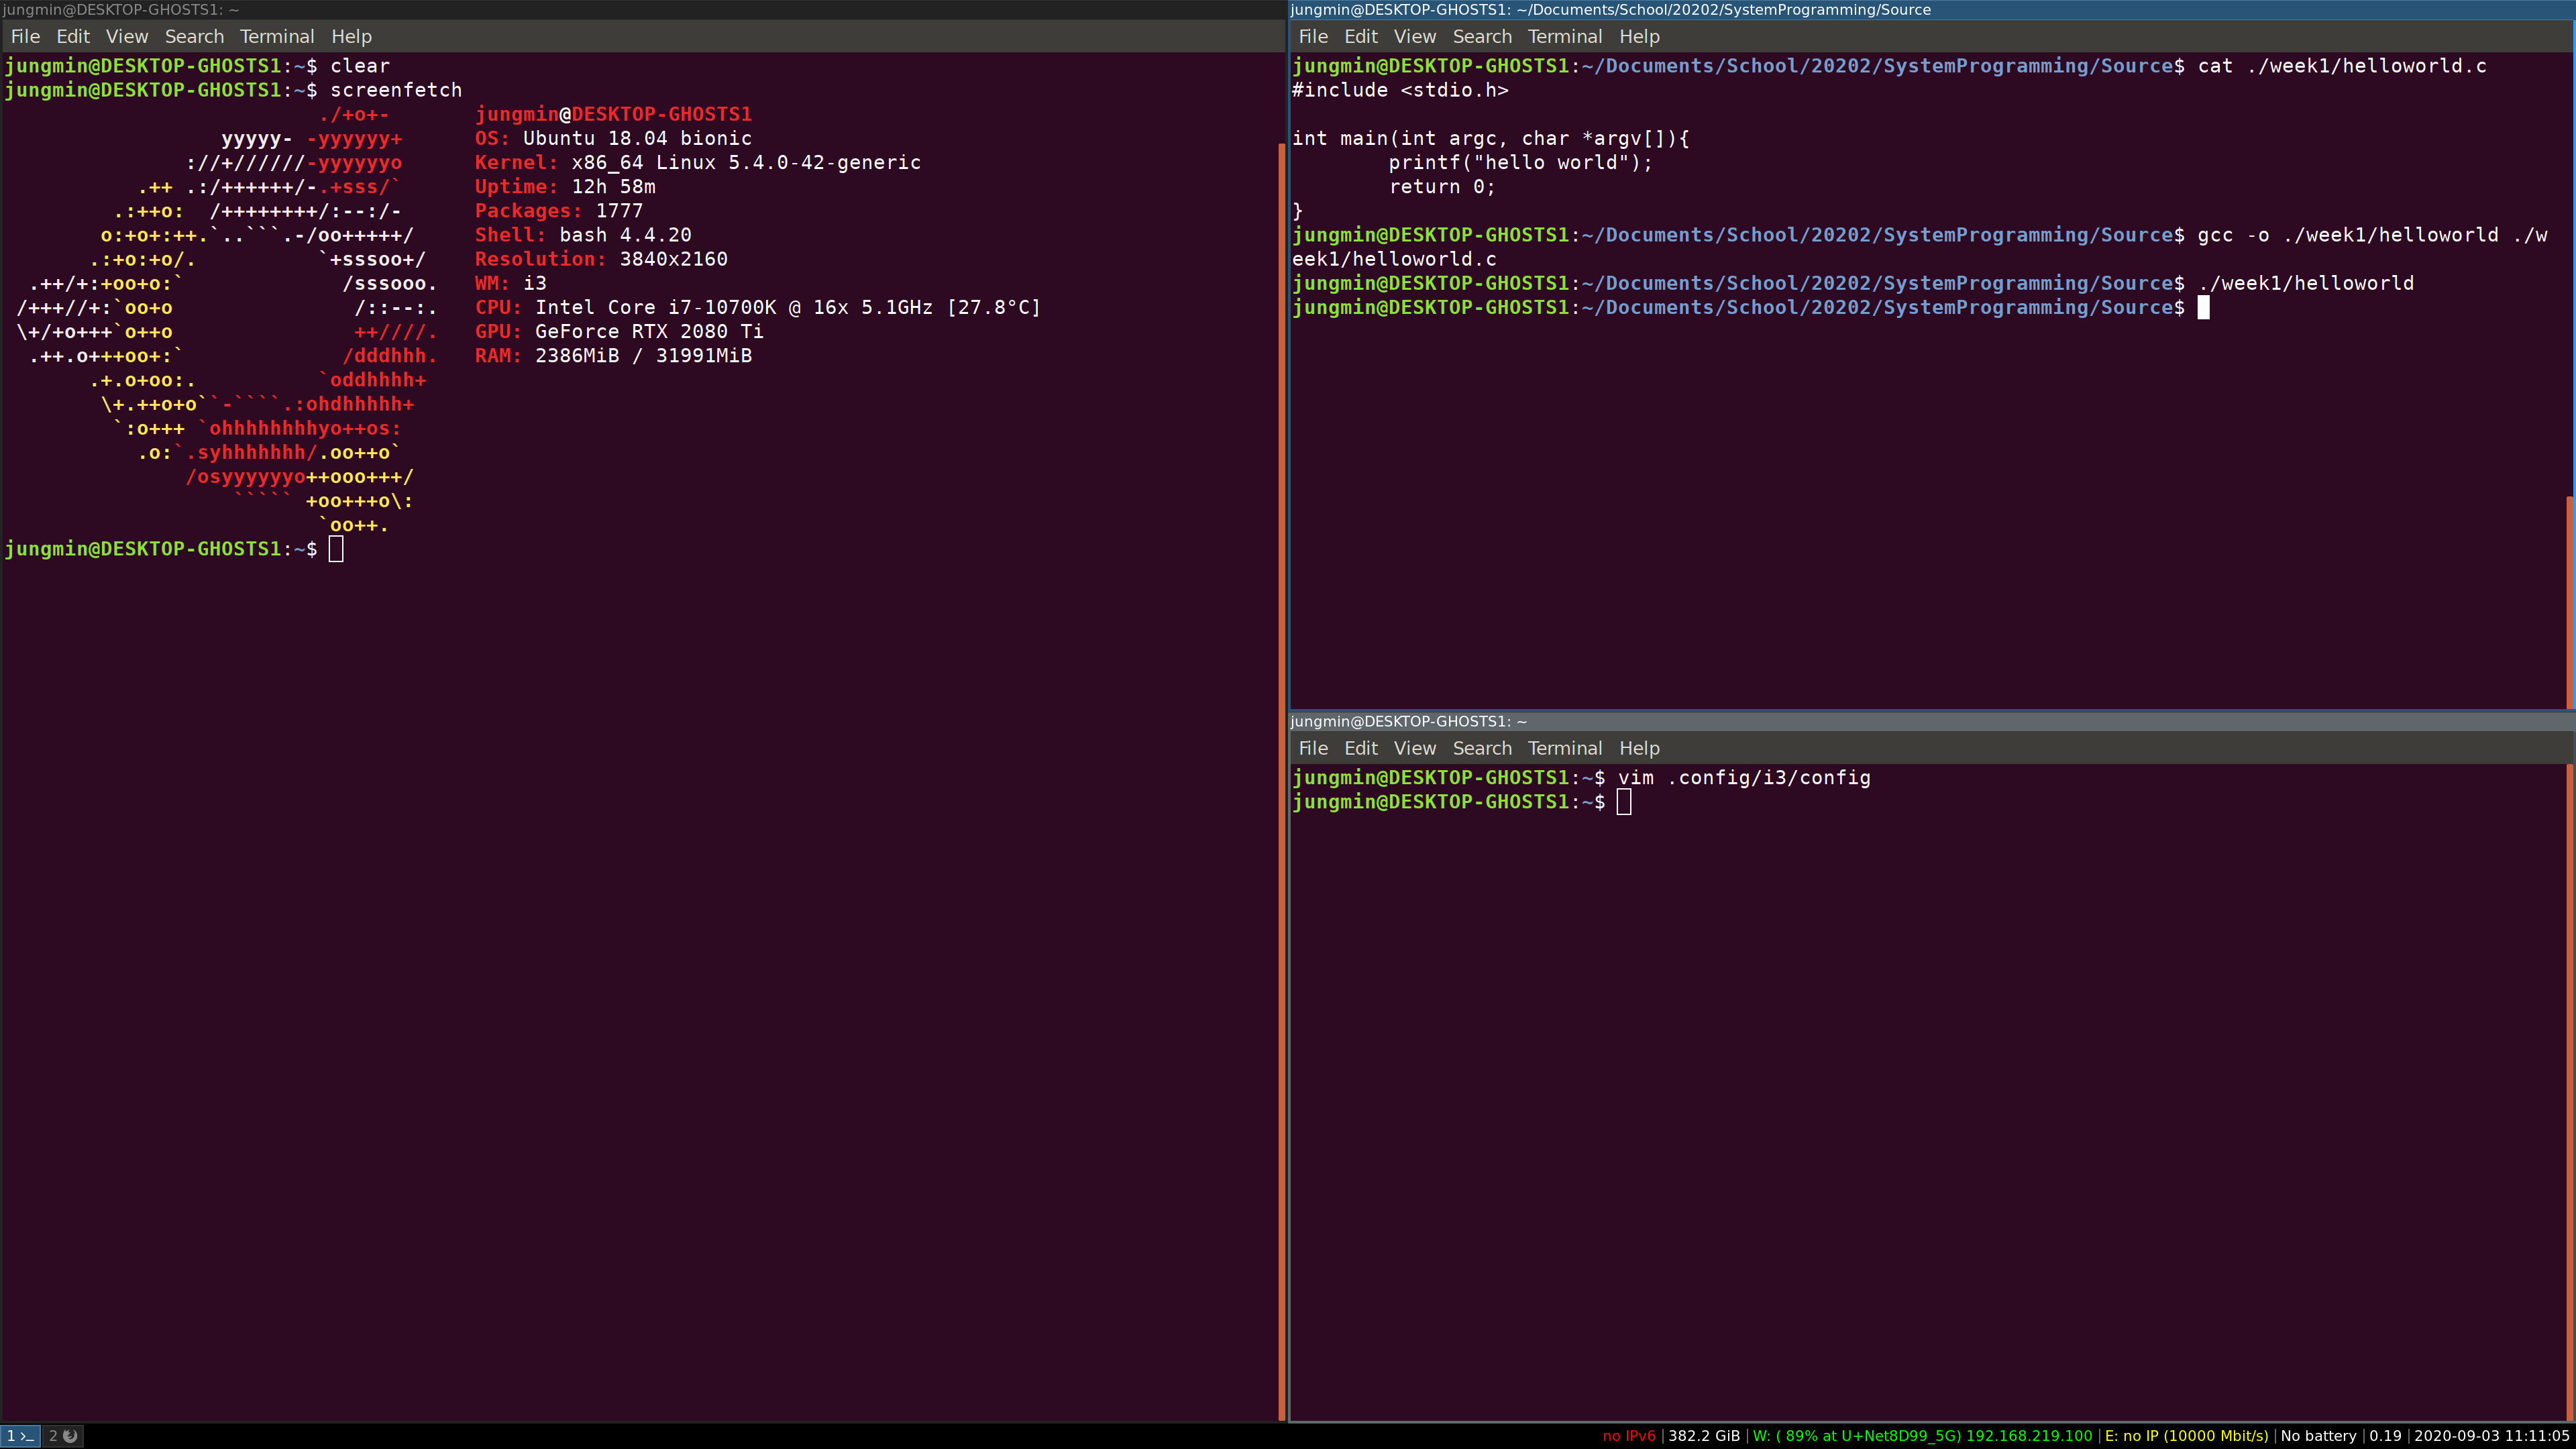 jungmin@DESKTOP-GHOSTS1: ~
File Edit View Search Terminal Help
jungmin@DESKTOP-GHOSTS1:~$ clear
jungmin@DESKTOP-GHOSTS1:~$ screenfetch
                          ./+o+-       jungmin@DESKTOP-GHOSTS1
                  yyyyy- -yyyyyy+      OS: Ubuntu 18.04 bionic
               ://+//////-yyyyyyo      Kernel: x86_64 Linux 5.4.0-42-generic
           .++ .:/++++++/-.+sss/`      Uptime: 12h 58m
         .:++o:  /++++++++/:--:/-      Packages: 1777
        o:+o+:++.`..```.-/oo+++++/     Shell: bash 4.4.20
       .:+o:+o/.          `+sssoo+/    Resolution: 3840x2160
  .++/+:+oo+o:`             /sssooo.   WM: i3
 /+++//+:`oo+o               /::--:.   CPU: Intel Core i7-10700K @ 16x 5.1GHz [27.8°C]
 \+/+o+++`o++o               ++////.   GPU: GeForce RTX 2080 Ti
  .++.o+++oo+:`             /dddhhh.   RAM: 2386MiB / 31991MiB
       .+.o+oo:.          `oddhhhh+
        \+.++o+o``-````.:ohdhhhhh+
         `:o+++ `ohhhhhhhhyo++os:
           .o:`.syhhhhhhh/.oo++o`
               /osyyyyyyo++ooo+++/
                   ````` +oo+++o\:
                          `oo++.
jungmin@DESKTOP-GHOSTS1:~$
jungmin@DESKTOP-GHOSTS1: ~/Documents/School/20202/SystemProgramming/Source
File Edit View Search Terminal Help
jungmin@DESKTOP-GHOSTS1:~/Documents/School/20202/SystemProgramming/Source$ cat ./week1/helloworld.c
#include <stdio.h>

int main(int argc, char *argv[]){
        printf("hello world");
        return 0;
}
jungmin@DESKTOP-GHOSTS1:~/Documents/School/20202/SystemProgramming/Source$ gcc -o ./week1/helloworld ./w
eek1/helloworld.c
jungmin@DESKTOP-GHOSTS1:~/Documents/School/20202/SystemProgramming/Source$ ./week1/helloworld
jungmin@DESKTOP-GHOSTS1:~/Documents/School/20202/SystemProgramming/Source$
jungmin@DESKTOP-GHOSTS1: ~
File Edit View Search Terminal Help
jungmin@DESKTOP-GHOSTS1:~$ vim .config/i3/config
jungmin@DESKTOP-GHOSTS1:~$
1 >_ 2
no IPv6 | 382.2 GiB | W: ( 89% at U+Net8D99_5G) 192.168.219.100 | E: no IP (10000 Mbit/s) | No battery | 0.19 | 2020-09-03 11:11:05